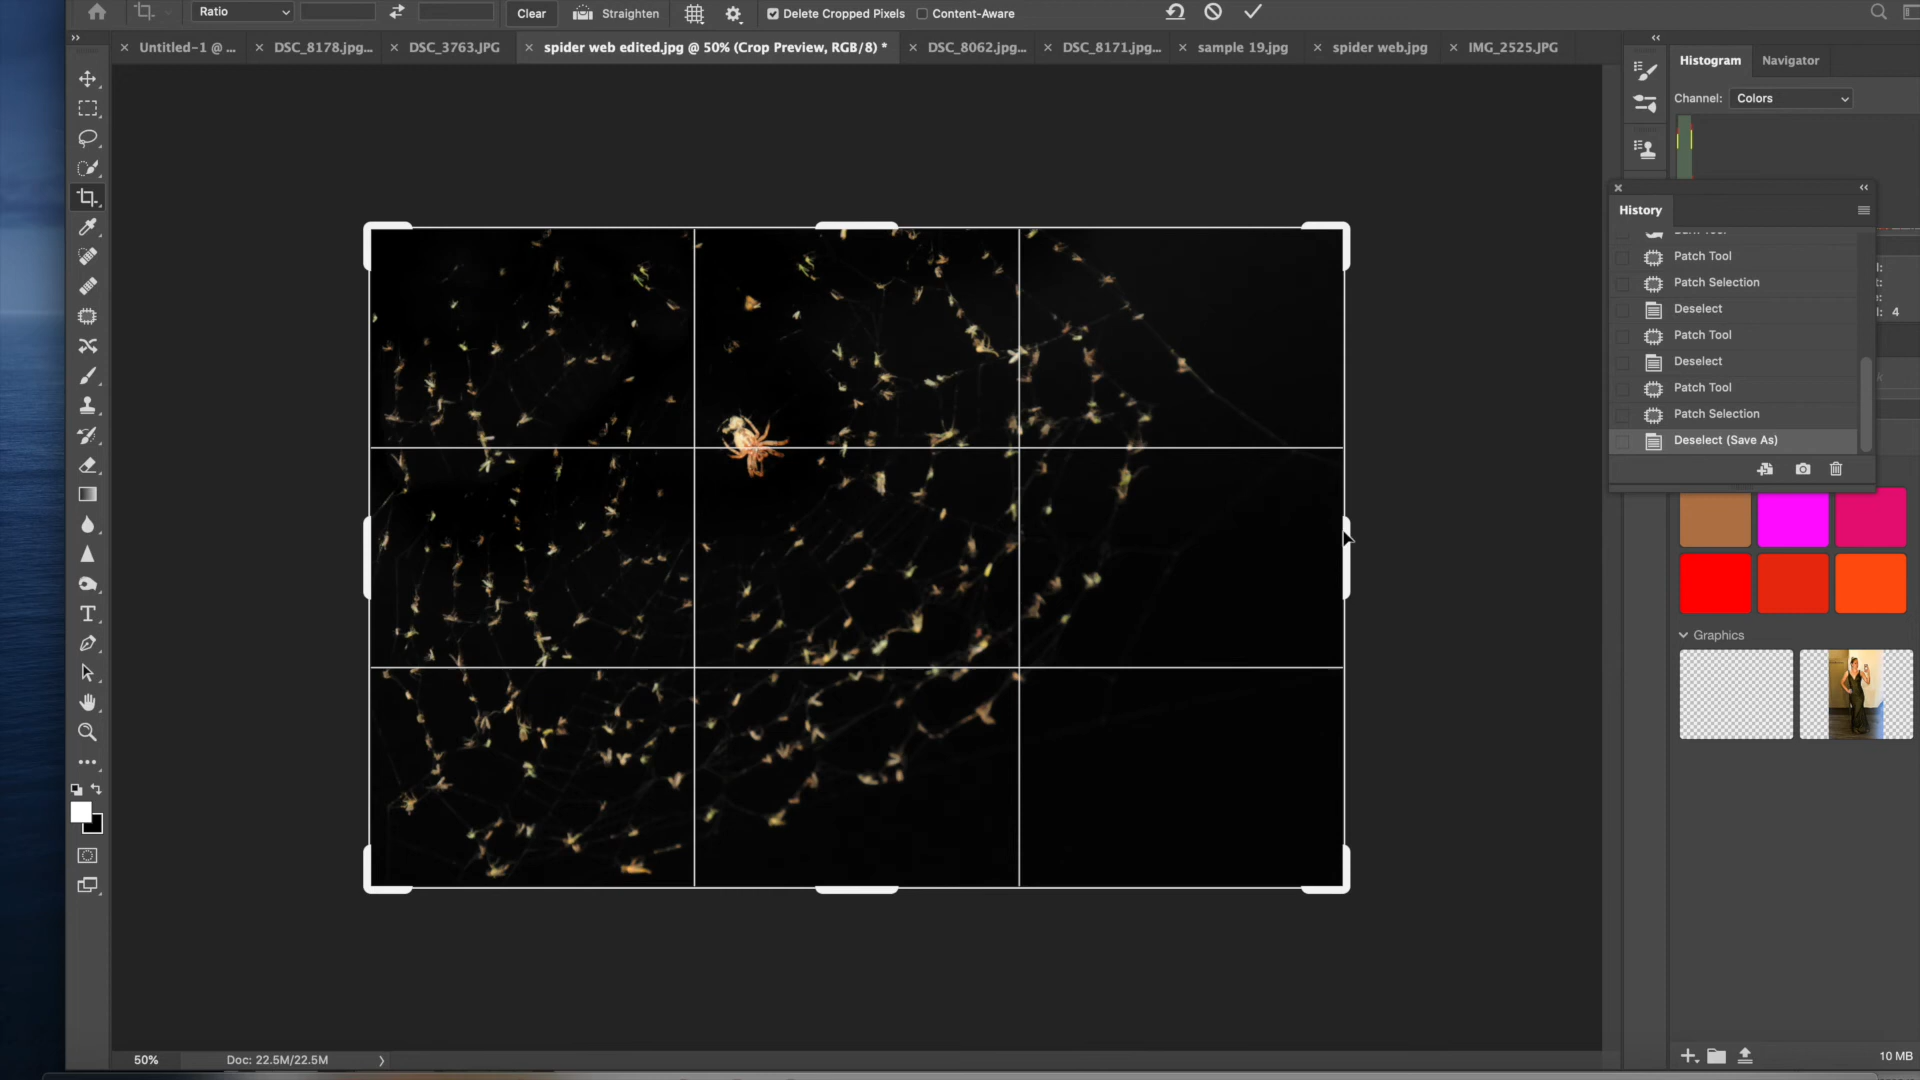 Ratio
Clear
Straighten
Delete Cropped Pixels
Content-Aware
Untitled-1 @ ...
DSC_8178.jpg...
DSC_3763.JPG
spider web edited.jpg @ 50% (Crop Preview, RGB/8) *
DSC_8062.jpg...
DSC_8171.jpg...
sample 19.jpg
spider web.jpg
IMG_2525.JPG
Histogram
Navigator
Channel:
Colors
History
Patch Tool
Patch Selection
Deselect
Patch Tool
Deselect
Patch Tool
Patch Selection
Deselect (Save As)
4
Graphics
50%
Doc: 22.5M/22.5M
10 MB